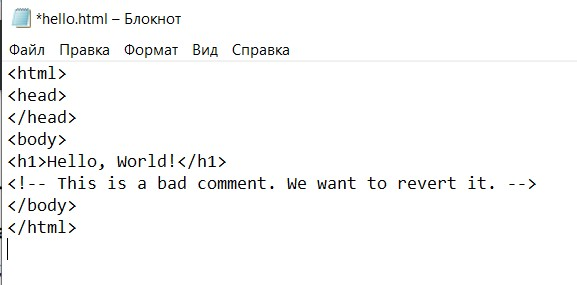 *hello.html – Блокнот
Файл Правка Формат Вид Справка
<html>
<head>
</head>
<body>
<h1>Hello, World!</h1>
<!-- This is a bad comment. We want to revert it. -->
</body>
</html>